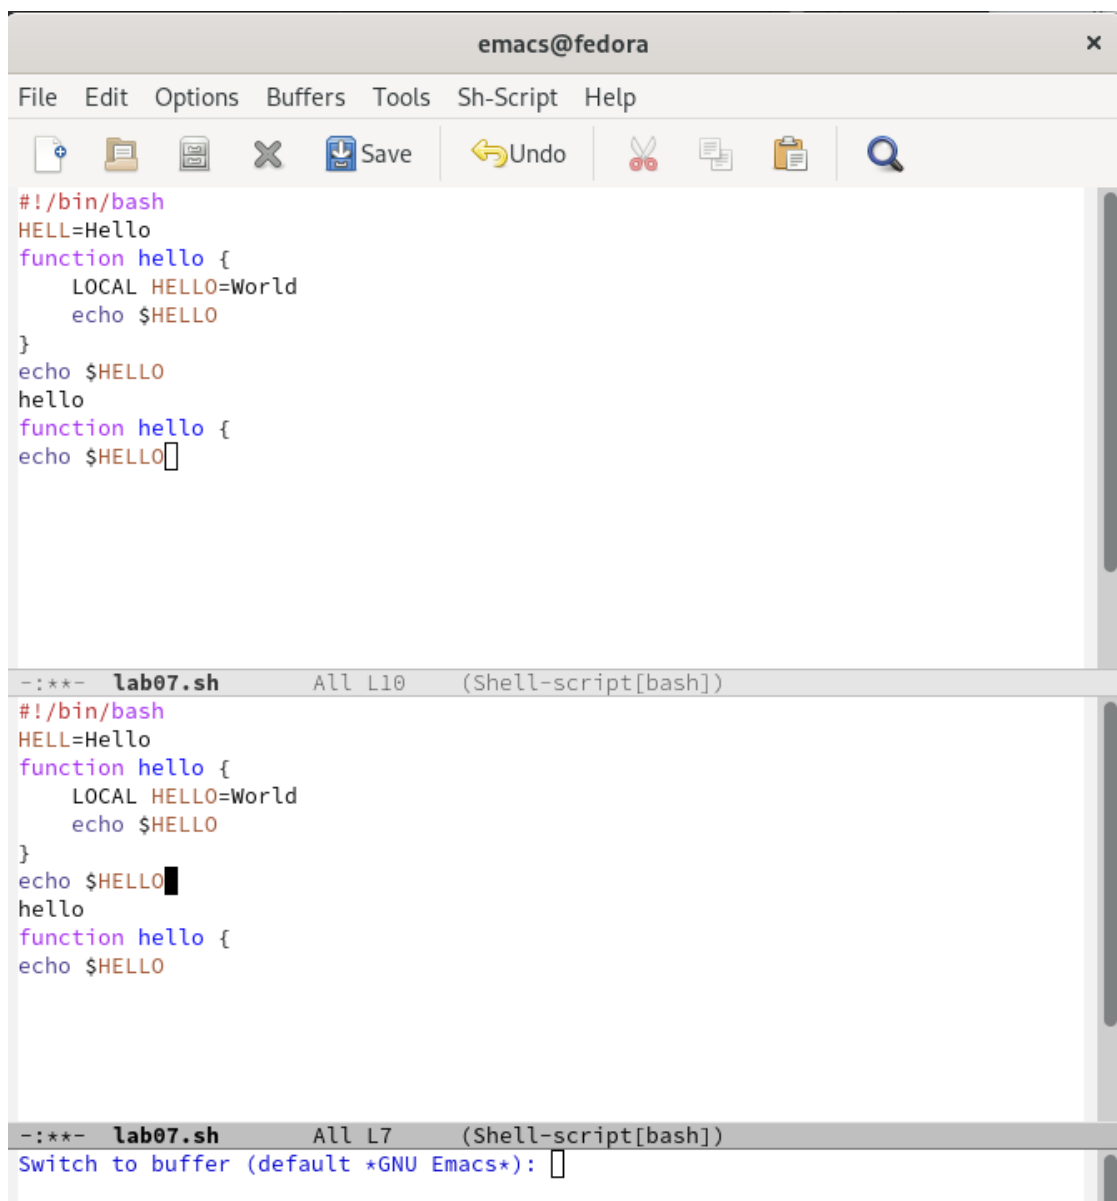 emacs@fedora ×
File Edit Options Buffers Tools Sh-Script Help
Save Undo
#!/bin/bash
HELL=Hello
function hello {
    LOCAL HELLO=World
    echo $HELLO
}
echo $HELLO
hello
function hello {
echo $HELLO
-:**- lab07.sh All L10 (Shell-script[bash])
#!/bin/bash
HELL=Hello
function hello {
    LOCAL HELLO=World
    echo $HELLO
}
echo $HELLO
hello
function hello {
echo $HELLO
-:**- lab07.sh All L7 (Shell-script[bash])
Switch to buffer (default *GNU Emacs*):